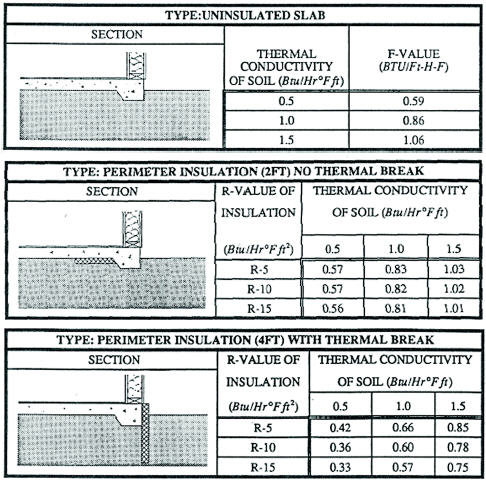 TYPE:UNINSULATED SLAB
SECTION
THERMAL CONDUCTIVITY OF SOIL (Btu/Hr°Fft)
F-VALUE (BTU/Ft-H-F)
0.5 0.59
1.0 0.86
1.5 1.06
TYPE: PERIMETER INSULATION (2FT) NO THERMAL BREAK
SECTION
R-VALUE OF INSULATION (Btu/Hr°Fft²)
THERMAL CONDUCTIVITY OF SOIL (Btu/Hr°Fft)
0.5 1.0 1.5
R-5 0.57 0.83 1.03
R-10 0.57 0.82 1.02
R-15 0.56 0.81 1.01
TYPE: PERIMETER INSULATION (4FT) WITH THERMAL BREAK
SECTION
R-VALUE OF INSULATION (Btu/Hr°Fft²)
THERMAL CONDUCTIVITY OF SOIL (Btu/Hr°Fft)
0.5 1.0 1.5
R-5 0.42 0.66 0.85
R-10 0.36 0.60 0.78
R-15 0.33 0.57 0.75